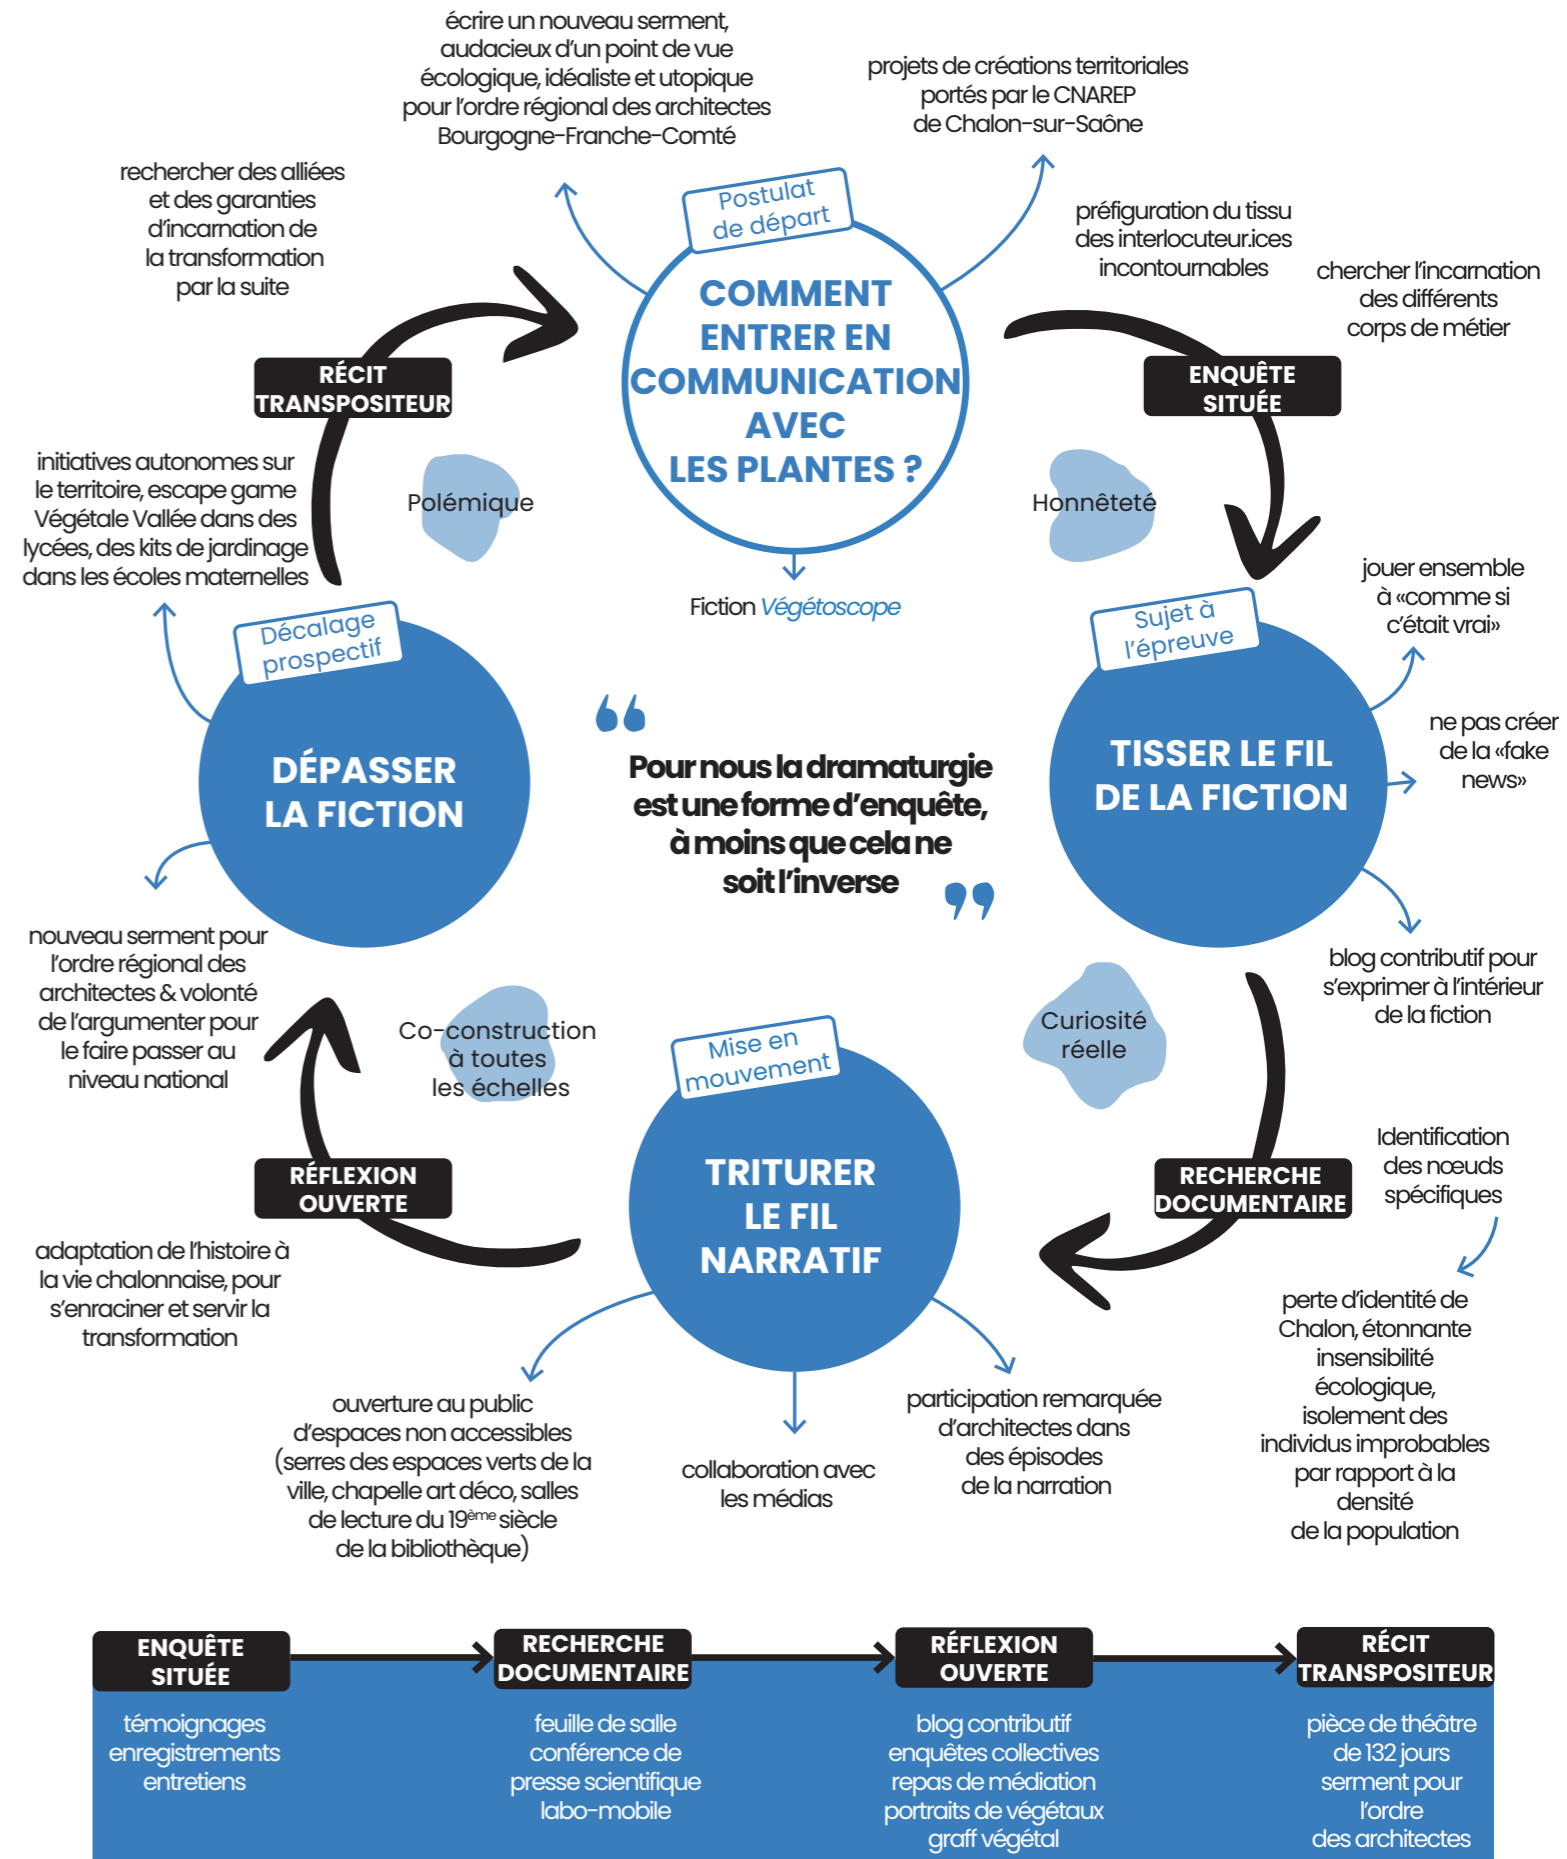 écrire un nouveau serment,
audacieux d'un point de vue
écologique, idéaliste et utopique
pour l'ordre régional des architectes
Bourgogne-Franche-Comté
projets de créations territoriales
portés par le CNAREP
de Chalon-sur-Saône
rechercher des alliées
et des garanties
d'incarnation de
la transformation
par la suite
Postulat
de départ
préfiguration du tissu
des interlocuteur.ices
incontournables
chercher l'incarnation
des différents
corps de métier
COMMENT
ENTRER EN
COMMUNICATION
AVEC
LES PLANTES ?
RÉCIT
TRANSPOSITEUR
ENQUÊTE
SITUÉE
initiatives autonomes sur
le territoire, escape game
Végétale Vallée dans des
lycées, des kits de jardinage
dans les écoles maternelles
Polémique
Honnêteté
Fiction Végétoscope
jouer ensemble
à «comme si
c'était vrai»
Décalage
prospectif
Sujet à
l'épreuve
DÉPASSER
LA FICTION
“
Pour nous la dramaturgie
est une forme d'enquête,
à moins que cela ne
soit l'inverse
”
TISSER LE FIL
DE LA FICTION
ne pas créer
de la «fake
news»
nouveau serment pour
l'ordre régional des
architectes & volonté
de l'argumenter pour
le faire passer au
niveau national
blog contributif pour
s'exprimer à l'intérieur
de la fiction
Co-construction
à toutes
les échelles
Mise en
mouvement
Curiosité
réelle
RÉFLEXION
OUVERTE
TRITURER
LE FIL
NARRATIF
RECHERCHE
DOCUMENTAIRE
Identification
des nœuds
spécifiques
adaptation de l'histoire à
la vie chalonnaise, pour
s'enraciner et servir la
transformation
perte d'identité de
Chalon, étonnante
insensibilité
écologique,
isolement des
individus improbables
par rapport à la
densité
de la population
ouverture au public
d'espaces non accessibles
(serres des espaces verts de la
ville, chapelle art déco, salles
de lecture du 19ème siècle
de la bibliothèque)
collaboration avec
les médias
participation remarquée
d'architectes dans
des épisodes
de la narration
ENQUÊTE
SITUÉE
témoignages
enregistrements
entretiens
RECHERCHE
DOCUMENTAIRE
feuille de salle
conférence de
presse scientifique
labo-mobile
RÉFLEXION
OUVERTE
blog contributif
enquêtes collectives
repas de médiation
portraits de végétaux
graff végétal
RÉCIT
TRANSPOSITEUR
pièce de théâtre
de 132 jours
serment pour
l'ordre
des architectes